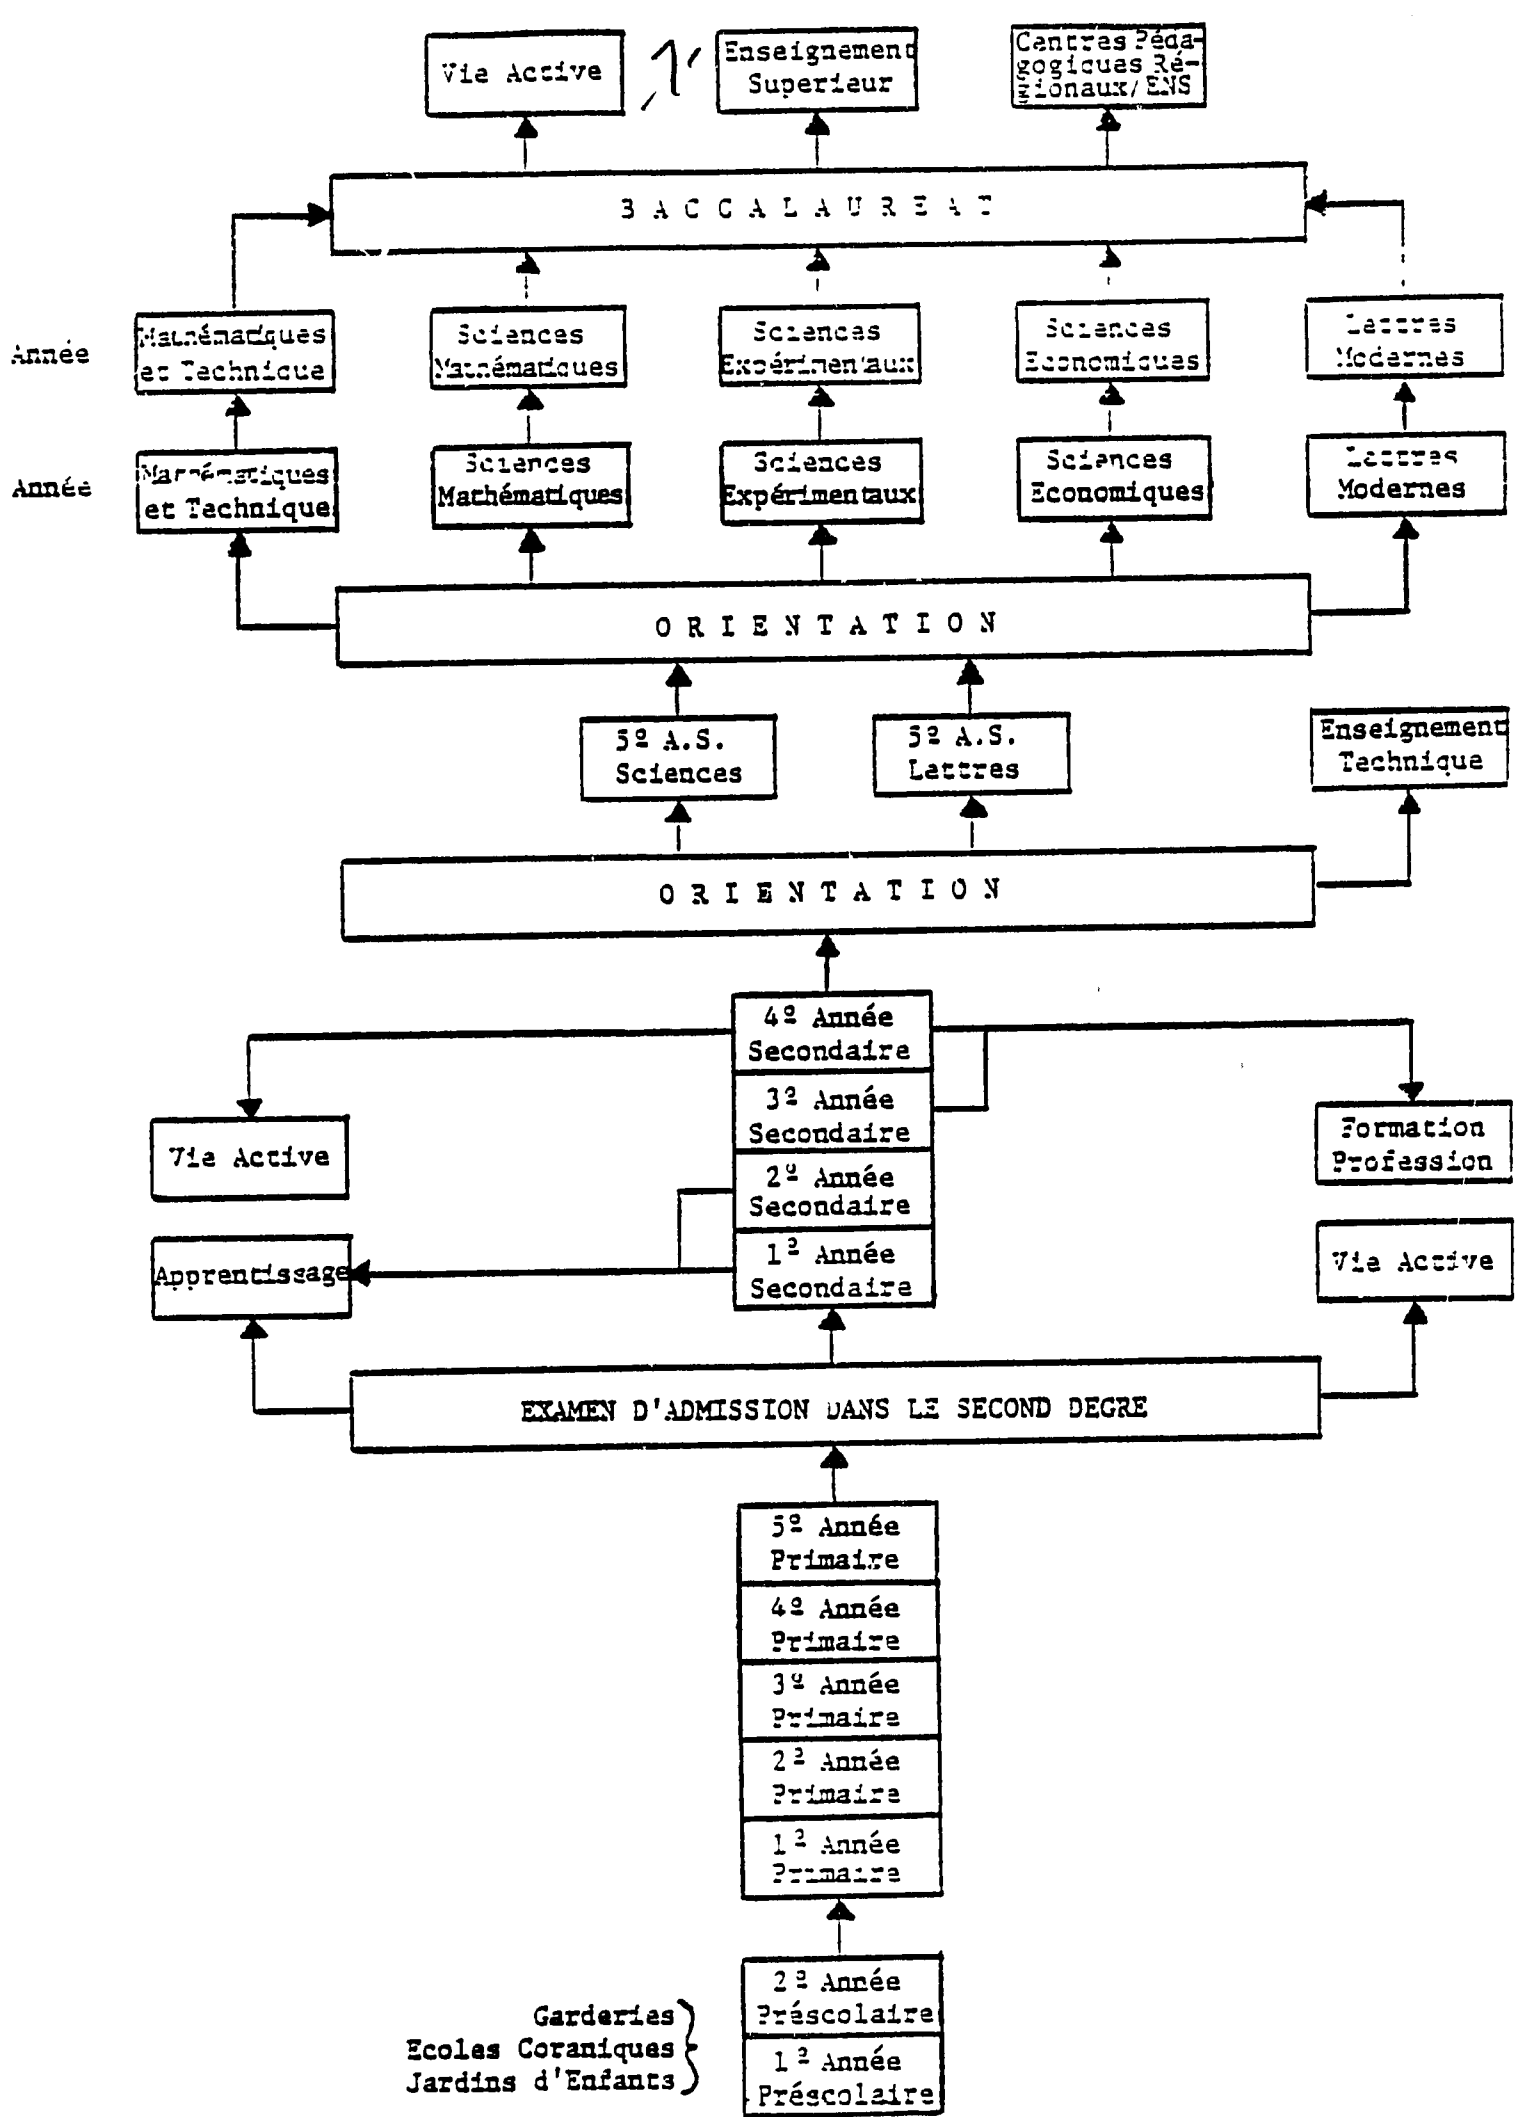 Vie Active
Enseignement
Superieur
Centres Péda-
gogiques Ré-
gionaux/ENS
BACCALAUREAT
Année
Mathématiques
et Technique
Sciences
Mathématiques
Sciences
Expérimentaux
Sciences
Economiques
Lettres
Modernes
Année
Mathématiques
et Technique
Sciences
Mathématiques
Sciences
Expérimentaux
Sciences
Economiques
Lettres
Modernes
ORIENTATION
5º A.S.
Sciences
5º A.S.
Lettres
Enseignement
Technique
ORIENTATION
4º Année
Secondaire
3º Année
Secondaire
2º Année
Secondaire
1º Année
Secondaire
Vie Active
Apprentissage
Formation
Profession
Vie Active
EXAMEN D'ADMISSION DANS LE SECOND DEGRE
5º Année
Primaire
4º Année
Primaire
3º Année
Primaire
2º Année
Primaire
1º Année
Primaire
2º Année
Préscolaire
1º Année
Préscolaire
Garderies
Ecoles Coraniques
Jardins d'Enfants